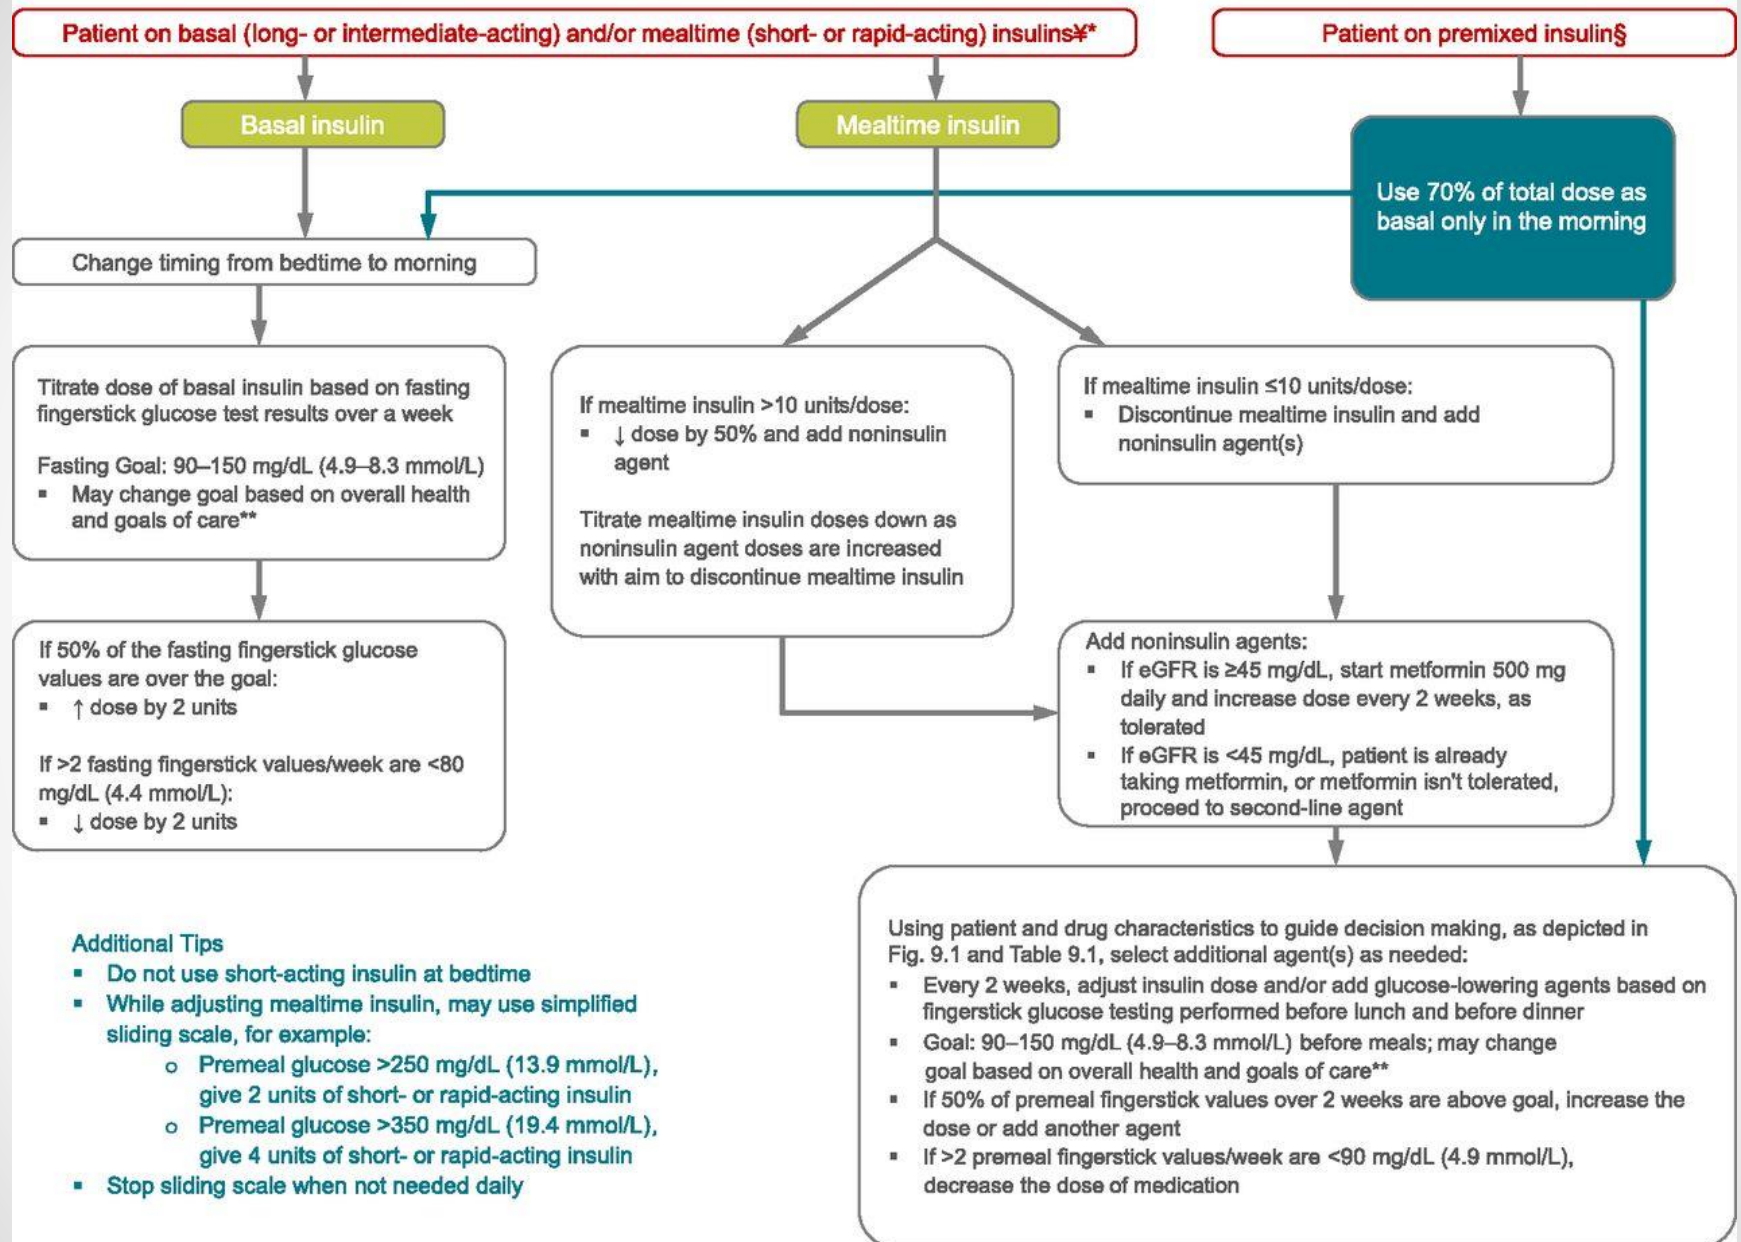 Patient on basal (long- or intermediate-acting) and/or mealtime (short- or rapid-acting) insulins¥*
Patient on premixed insulin§
Basal insulin
Mealtime insulin
Use 70% of total dose as
basal only in the morning
Change timing from bedtime to morning
Titrate dose of basal insulin based on fasting
fingerstick glucose test results over a week
Fasting Goal: 90–150 mg/dL (4.9–8.3 mmol/L)
▪ May change goal based on overall health
and goals of care**
If mealtime insulin >10 units/dose:
▪ ↓ dose by 50% and add noninsulin
agent
Titrate mealtime insulin doses down as
noninsulin agent doses are increased
with aim to discontinue mealtime insulin
If mealtime insulin ≤10 units/dose:
▪ Discontinue mealtime insulin and add
noninsulin agent(s)
If 50% of the fasting fingerstick glucose
values are over the goal:
▪ ↑ dose by 2 units
If >2 fasting fingerstick values/week are <80
mg/dL (4.4 mmol/L):
▪ ↓ dose by 2 units
Add noninsulin agents:
▪ If eGFR is ≥45 mg/dL, start metformin 500 mg
daily and increase dose every 2 weeks, as
tolerated
▪ If eGFR is <45 mg/dL, patient is already
taking metformin, or metformin isn't tolerated,
proceed to second-line agent
Additional Tips
▪ Do not use short-acting insulin at bedtime
▪ While adjusting mealtime insulin, may use simplified
sliding scale, for example:
o Premeal glucose >250 mg/dL (13.9 mmol/L),
give 2 units of short- or rapid-acting insulin
o Premeal glucose >350 mg/dL (19.4 mmol/L),
give 4 units of short- or rapid-acting insulin
▪ Stop sliding scale when not needed daily
Using patient and drug characteristics to guide decision making, as depicted in
Fig. 9.1 and Table 9.1, select additional agent(s) as needed:
▪ Every 2 weeks, adjust insulin dose and/or add glucose-lowering agents based on
fingerstick glucose testing performed before lunch and before dinner
▪ Goal: 90–150 mg/dL (4.9–8.3 mmol/L) before meals; may change
goal based on overall health and goals of care**
▪ If 50% of premeal fingerstick values over 2 weeks are above goal, increase the
dose or add another agent
▪ If >2 premeal fingerstick values/week are <90 mg/dL (4.9 mmol/L),
decrease the dose of medication